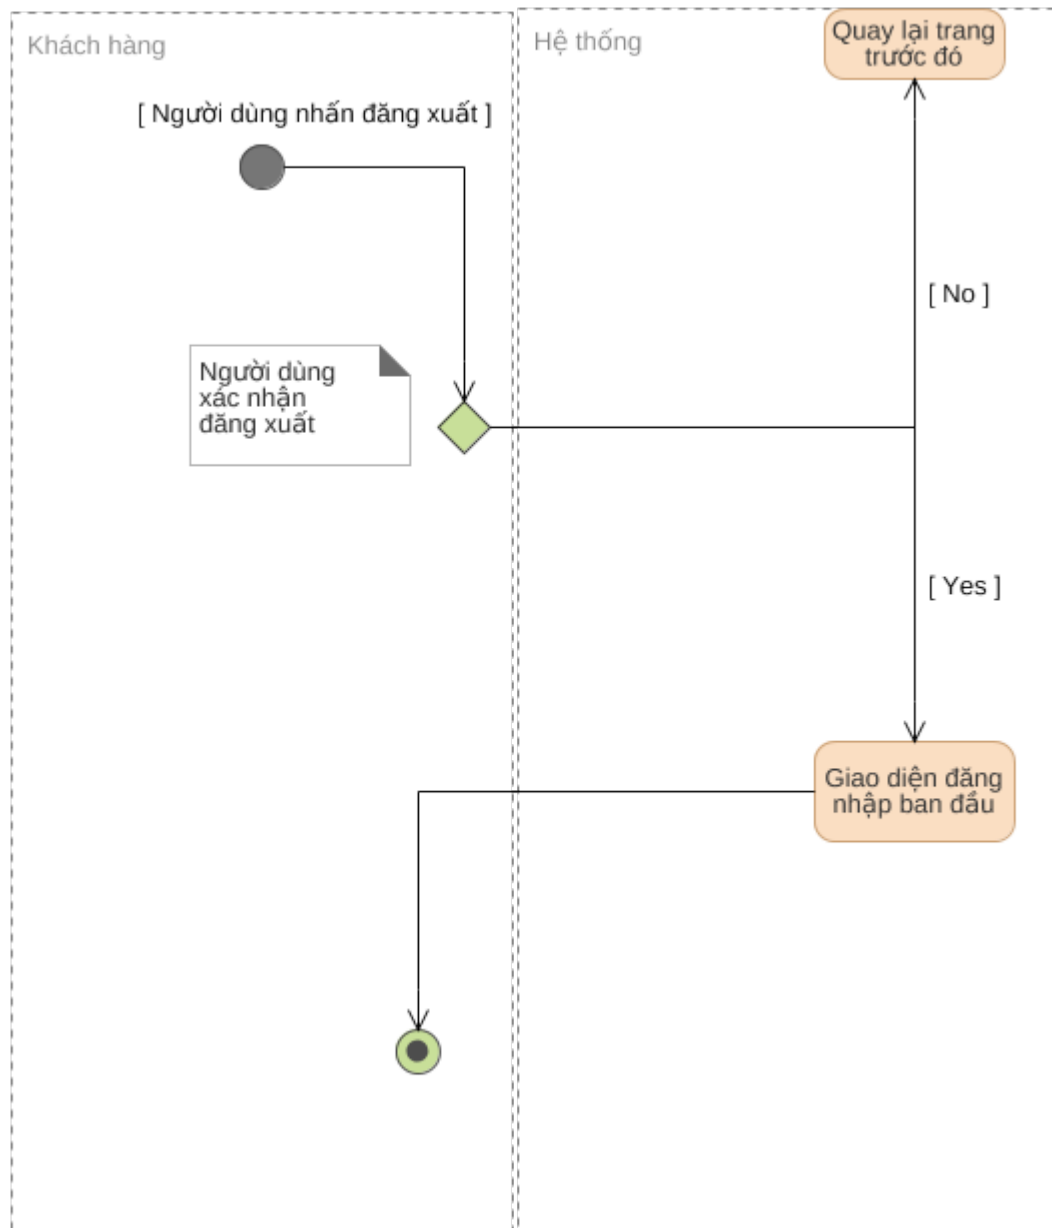 Khách hàng
Hệ thống
Quay lại trang
trước đó
[ Người dùng nhấn đăng xuất ]
[ No ]
Người dùng
xác nhận
đăng xuất
[ Yes ]
Giao diện đăng
nhập ban đầu